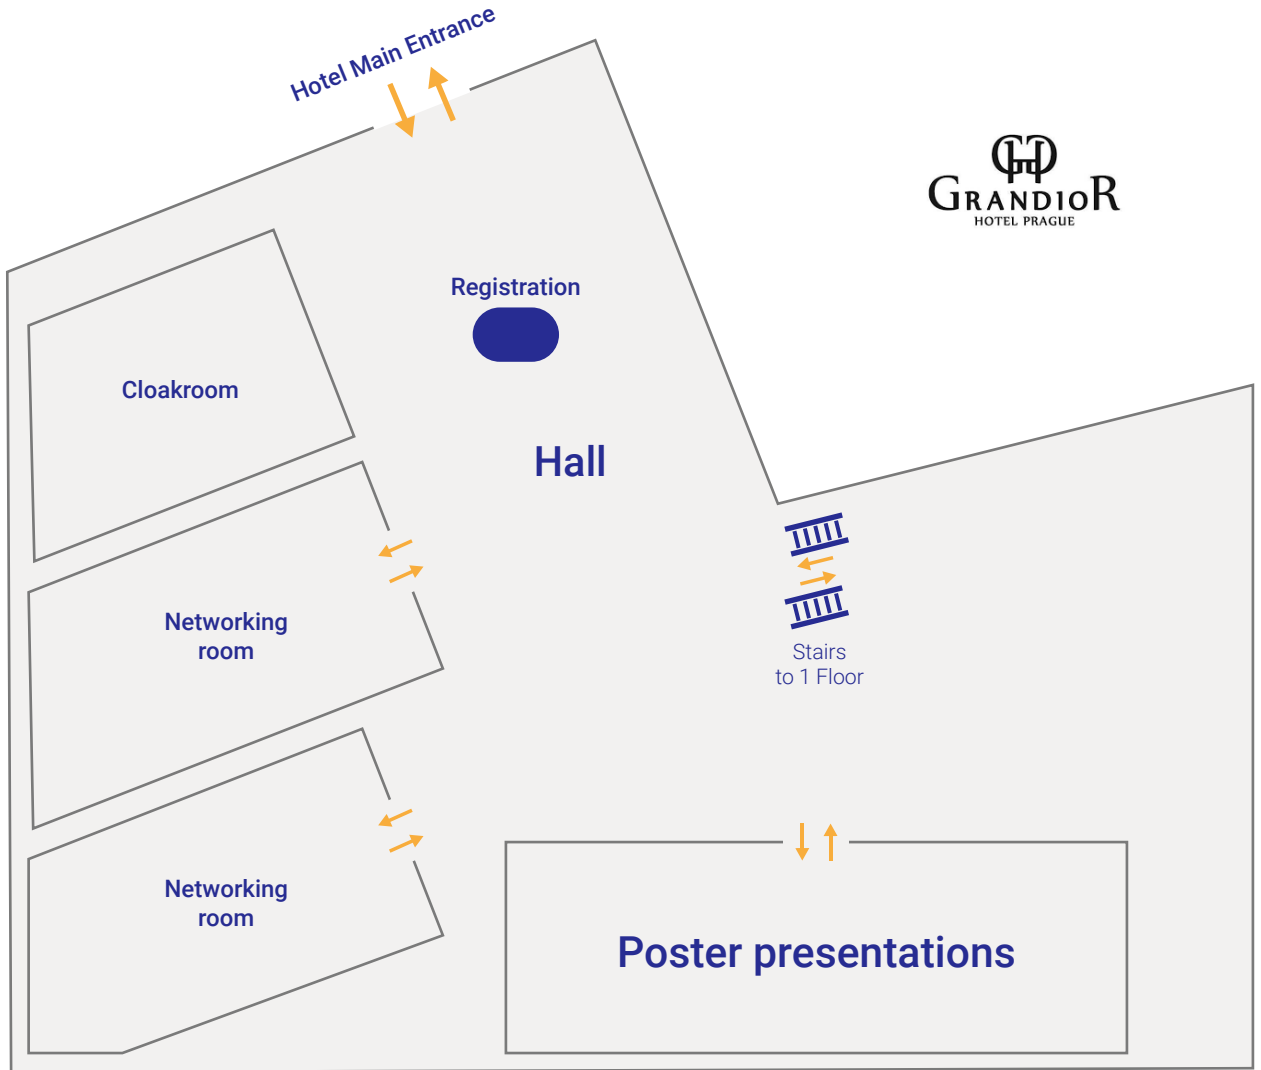 Hotel Main Entrance
GRANDIOR
HOTEL PRAGUE
Registration
Cloakroom
Hall
Networking
room
Stairs
to 1 Floor
Networking
room
Poster presentations